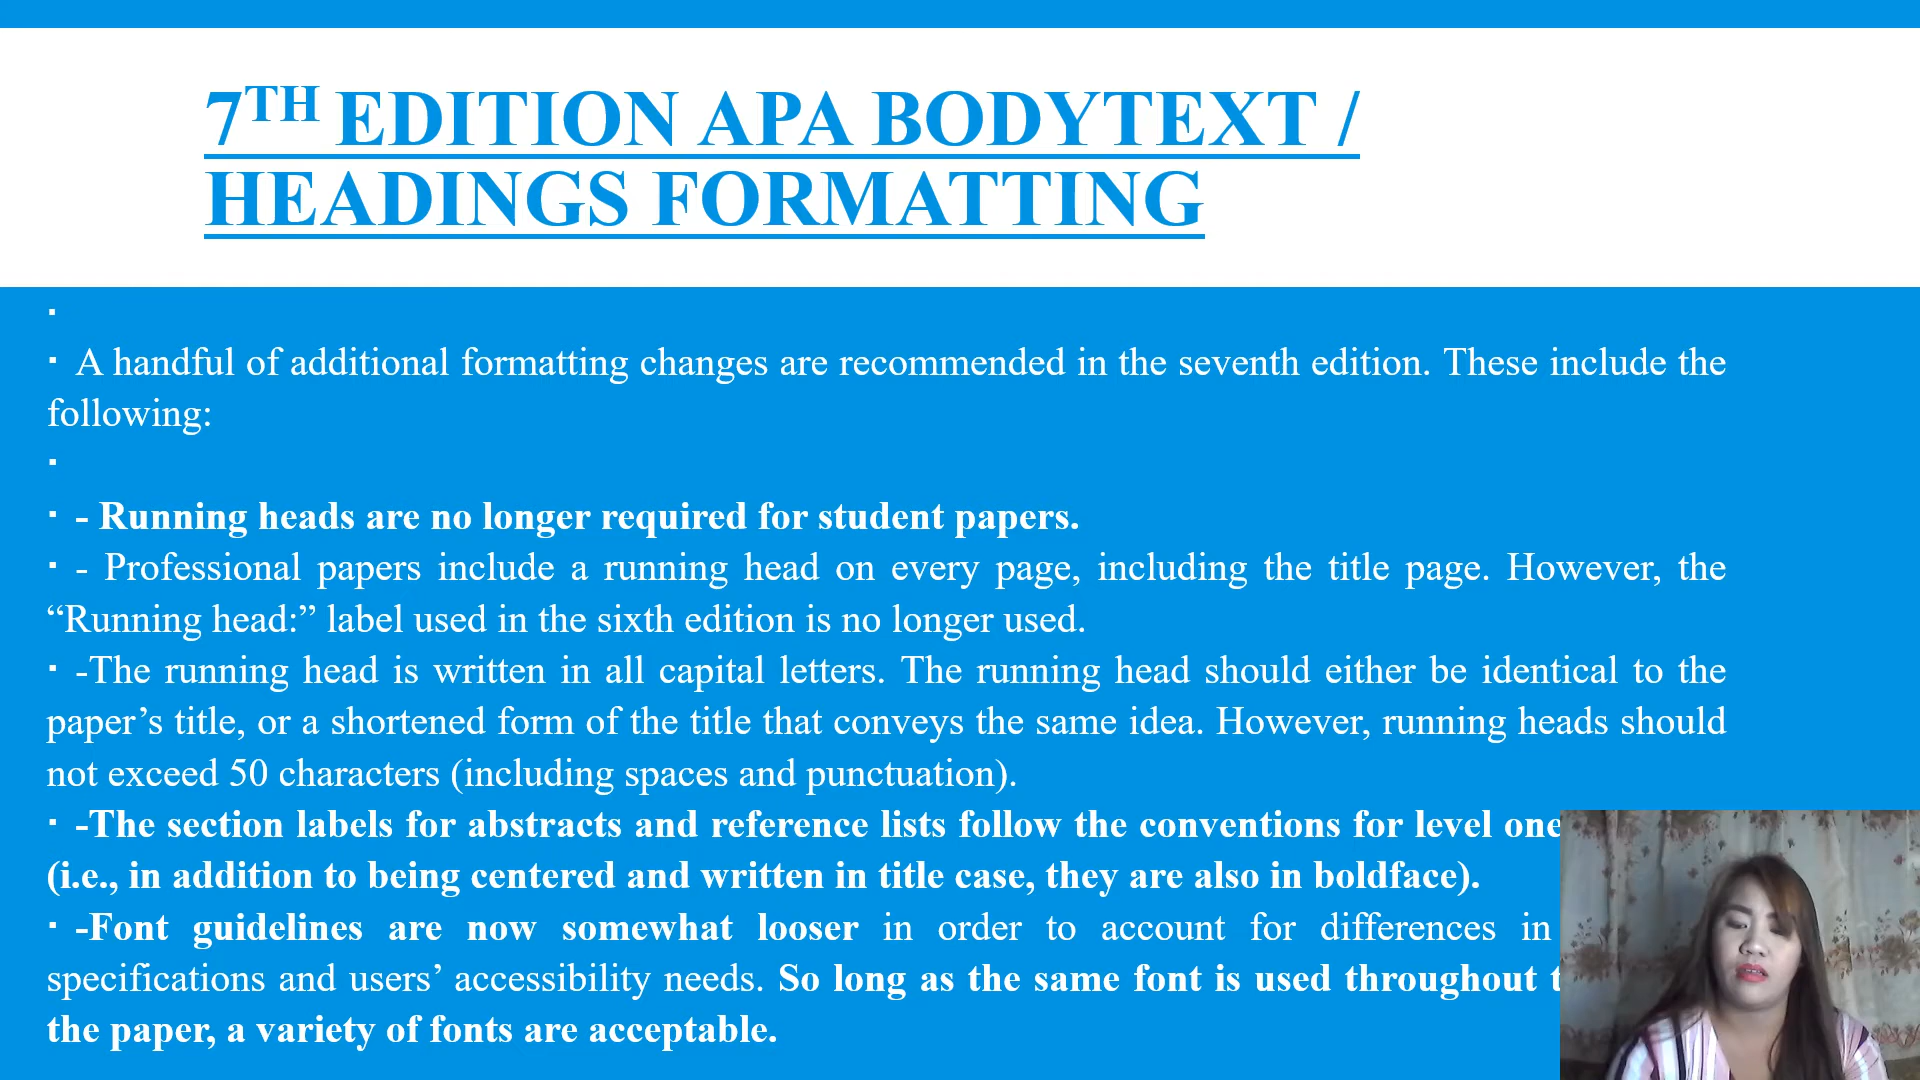 7TH EDITION APA BODYTEXT /
HEADINGS FORMATTING
▪
▪ A handful of additional formatting changes are recommended in the seventh edition. These include the
following:
▪
▪ - Running heads are no longer required for student papers.
▪ - Professional papers include a running head on every page, including the title page. However, the
“Running head:” label used in the sixth edition is no longer used.
▪ -The running head is written in all capital letters. The running head should either be identical to the
paper’s title, or a shortened form of the title that conveys the same idea. However, running heads should
not exceed 50 characters (including spaces and punctuation).
▪ -The section labels for abstracts and reference lists follow the conventions for level one
(i.e., in addition to being centered and written in title case, they are also in boldface).
▪ -Font guidelines are now somewhat looser in order to account for differences in
specifications and users’ accessibility needs. So long as the same font is used throughout
the paper, a variety of fonts are acceptable.